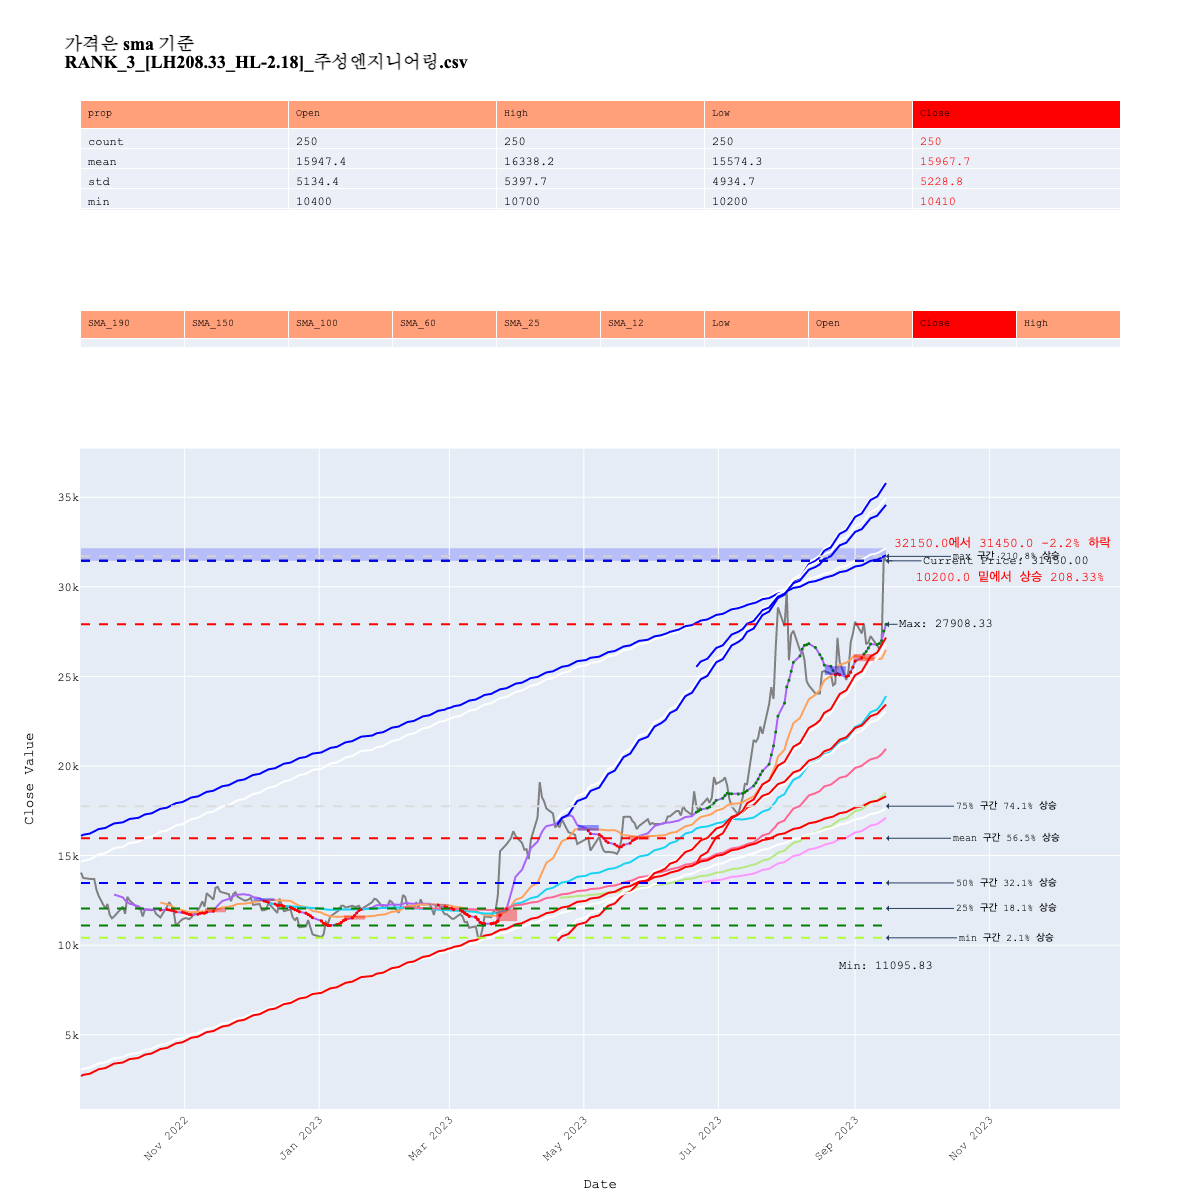 가격은 sma 기준
RANK_3_[LH208.33_HL-2.18]_주성엔지니어링.csv
prop Open High Low Close
count 250 250 250 250
mean 15947.4 16338.2 15574.3 15967.7
std 5134.4 5397.7 4934.7 5228.8
min 10400 10700 10200 10410
SMA_190 SMA_150 SMA_100 SMA_60 SMA_25 SMA_12 Low Open Close High
35k
32150.0에서 31450.0 -2.2% 하락
max 구간 210.8% 상승
Current Price: 31450.00
30k
10200.0 밑에서 상승 208.33%
Max: 27908.33
25k
20k
75% 구간 74.1% 상승
mean 구간 56.5% 상승
15k
50% 구간 32.1% 상승
25% 구간 18.1% 상승
min 구간 2.1% 상승
10k
Min: 11095.83
5k
Close Value
Nov 2022 Jan 2023 Mar 2023 May 2023 Jul 2023 Sep 2023 Nov 2023
Date